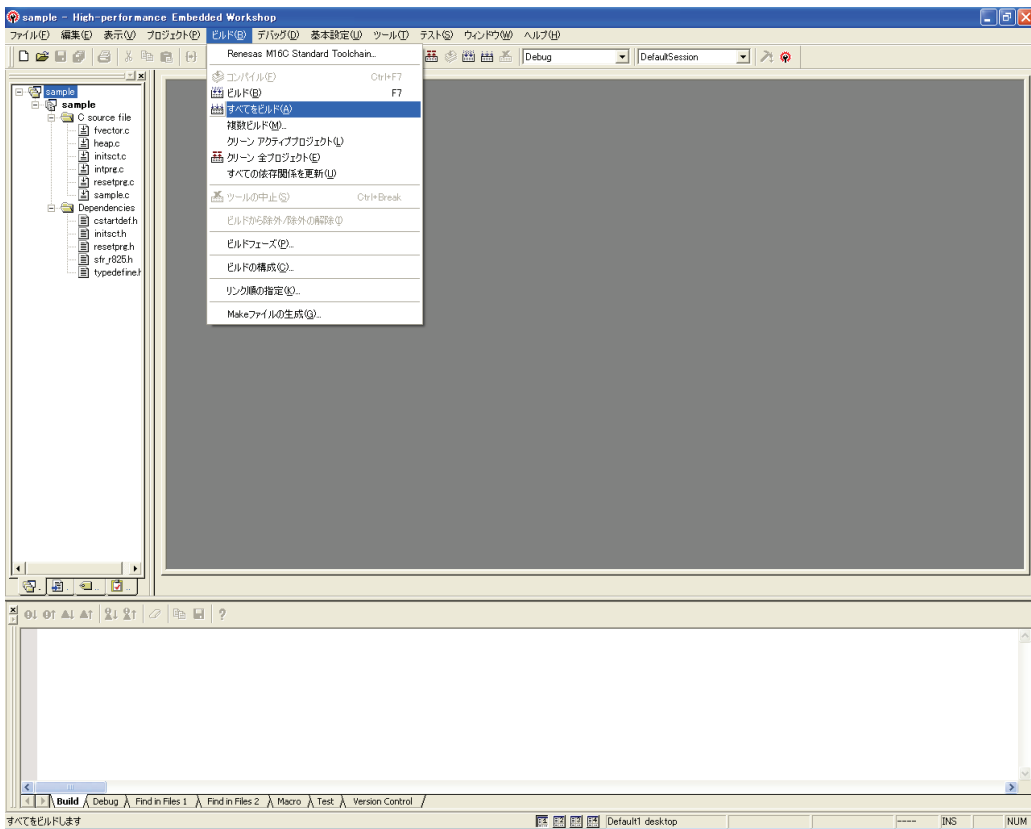 sample - High-performance Embedded Workshop
ファイル(F) 編集(E) 表示(V) プロジェクト(P) ビルド(B) デバッグ(D) 基本設定(U) ツール(T) テスト(S) ウィンドウ(W) ヘルプ(H)
Debug DefaultSession
Renesas M16C Standard Toolchain...
コンパイル(F) Ctrl+F7
ビルド(B) F7
すべてをビルド(A)
複数ビルド(M)...
クリーン アクティブプロジェクト(L)
クリーン 全プロジェクト(E)
すべての依存関係を更新(U)
ツールの中止(S) Ctrl+Break
ビルドから除外/除外の解除(I)
ビルドフェーズ(P)...
ビルドの構成(C)...
リンク順の指定(K)...
Makeファイルの生成(G)...
sample
sample
C source file
fvector.c
heap.c
initsct.c
intprg.c
resetprg.c
sample.c
Dependencies
cstartdef.h
initsct.h
resetprg.h
sfr_r825.h
typedefine.h
Build Debug Find in Files 1 Find in Files 2 Macro Test Version Control
すべてをビルドします Default1 desktop ---- INS NUM